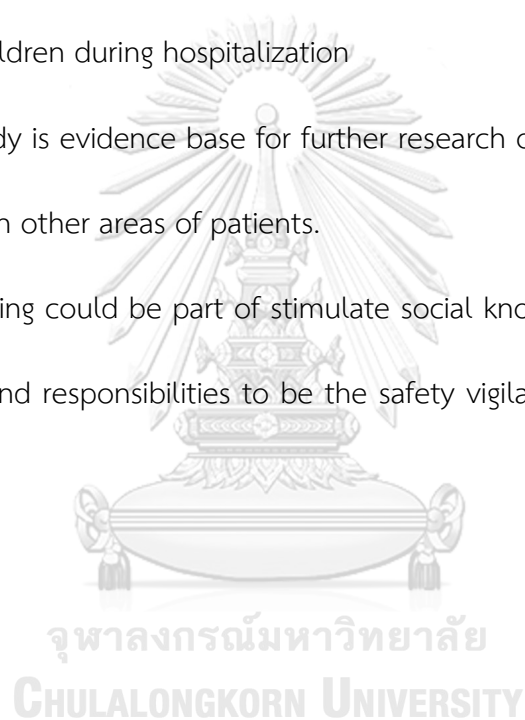 ldren during hospitalization
dy is evidence base for further research o
n other areas of patients.
ing could be part of stimulate social kno
nd responsibilities to be the safety vigila
จุฬาลงกรณ์มหาวิทยาลัย
CHULALONGKORN UNIVERSITY